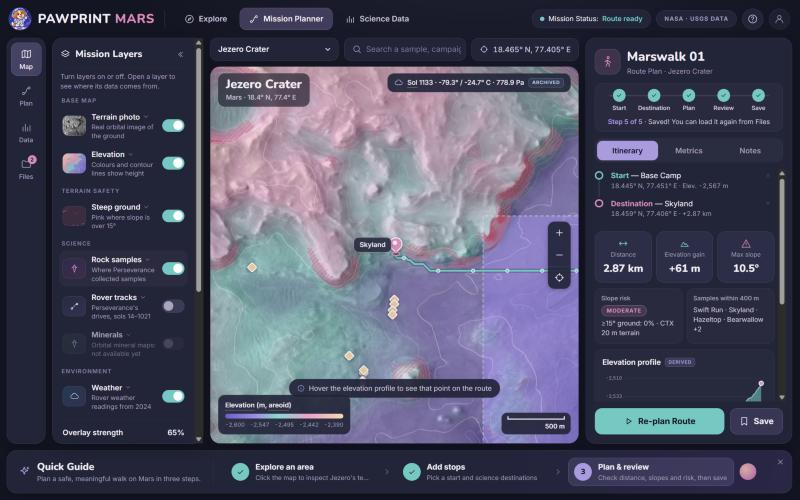 PAWPRINT MARS
Explore
Mission Planner
Science Data
Mission Status: Route ready
NASA · USGS DATA
Map
Plan
Data
2
Files
Mission Layers
Turn layers on or off. Open a layer to
see where its data comes from.
BASE MAP
Terrain photo
Real orbital image of
the ground
Elevation
Colours and contour
lines show height
TERRAIN SAFETY
Steep ground
Pink where slope is
over 15°
SCIENCE
Rock samples
Where Perseverance
collected samples
Rover tracks
Perseverance's
drives, sols 14–1021
Minerals
Orbital mineral maps:
not available yet
ENVIRONMENT
Weather
Rover weather
readings from 2024
Overlay strength 65%
Jezero Crater
Search a sample, campaig
18.465° N, 77.405° E
Jezero Crater
Mars · 18.4° N, 77.4° E
Sol 1133 · -79.3° / -24.7° C · 778.9 Pa
ARCHIVED
Skyland
Hover the elevation profile to see that point on the route
Elevation (m, areoid)
-2,600 -2,547 -2,495 -2,442 -2,390
500 m
Marswalk 01
Route Plan · Jezero Crater
Start
Destination
Plan
Review
Save
Step 5 of 5 · Saved! You can load it again from Files
Itinerary
Metrics
Notes
Start — Base Camp
18.445° N, 77.451° E · Elev. -2,567 m
Destination — Skyland
18.459° N, 77.406° E · +2.87 km
Distance
2.87 km
Elevation gain
+61 m
Max slope
10.5°
Slope risk
MODERATE
≥15° ground: 0% · CTX
20 m terrain
Samples within 400 m
Swift Run · Skyland ·
Hazeltop · Bearwallow
+2
Elevation profile
DERIVED
-2,510
-2,533
Re-plan Route
Save
Quick Guide
Plan a safe, meaningful walk on Mars in three steps.
Explore an area
Click the map to inspect Jezero's te...
Add stops
Pick a start and science destinations
3
Plan & review
Check distance, slopes and risk, then save